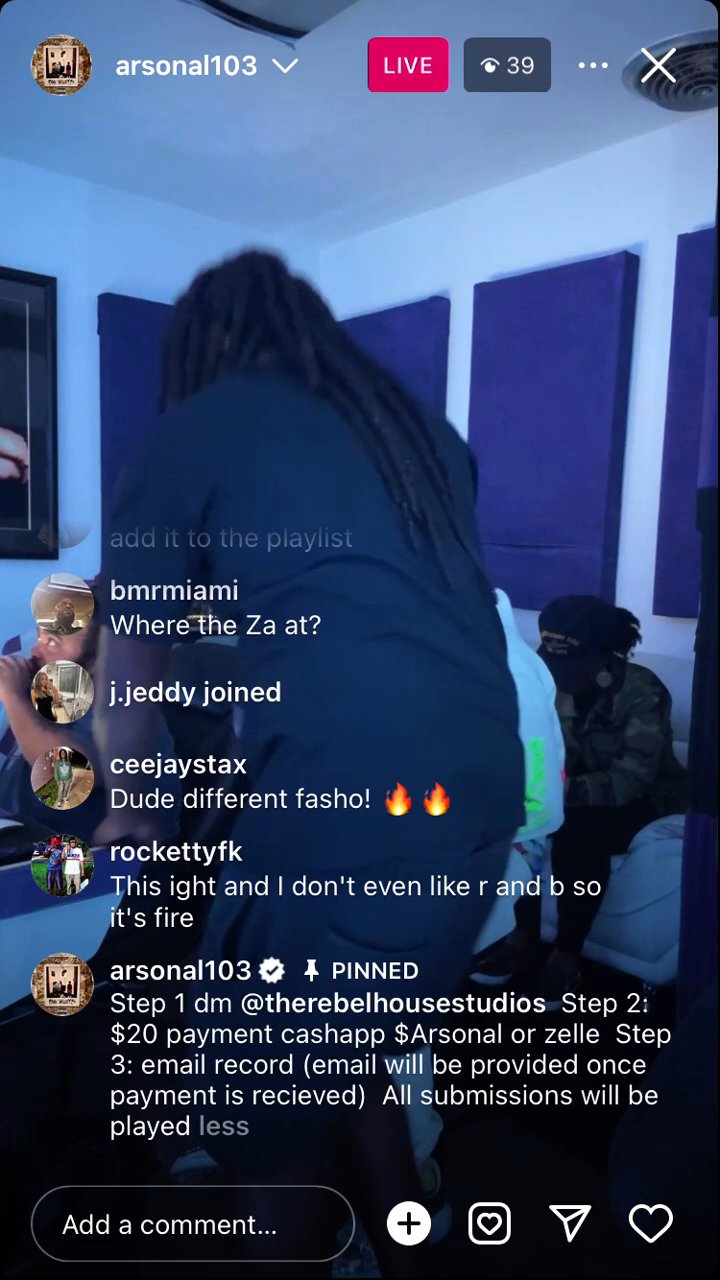 arsonal103
LIVE
39
add it to the playlist
bmrmiami
Where the Za at?
j.jeddy joined
ceejaystax
Dude different fasho! 🔥 🔥
rockettyfk
This ight and I don't even like r and b so
it's fire
arsonal103 PINNED
Step 1 dm @therebelhousestudios Step 2:
$20 payment cashapp $Arsonal or zelle Step
3: email record (email will be provided once
payment is recieved) All submissions will be
played less
Add a comment...